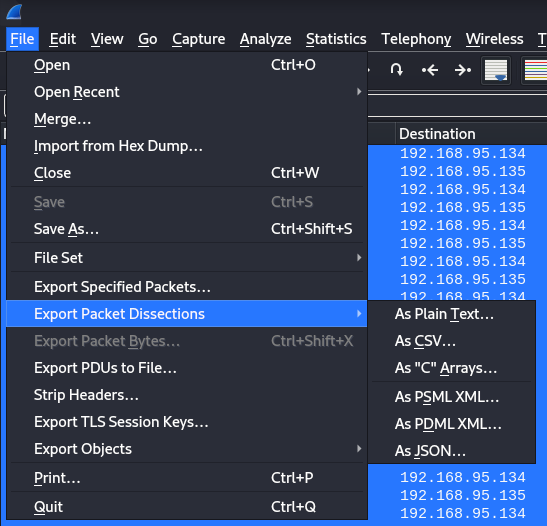 File Edit View Go Capture Analyze Statistics Telephony Wireless T
Open Ctrl+O
Open Recent
Merge...
Import from Hex Dump...
Close Ctrl+W
Save Ctrl+S
Save As... Ctrl+Shift+S
File Set
Export Specified Packets...
Export Packet Dissections
Export Packet Bytes... Ctrl+Shift+X
Export PDUs to File...
Strip Headers...
Export TLS Session Keys...
Export Objects
Print... Ctrl+P
Quit Ctrl+Q
Destination
192.168.95.134
192.168.95.135
192.168.95.134
192.168.95.134
192.168.95.135
192.168.95.134
192.168.95.135
192.168.95.134
As Plain Text...
As CSV...
As "C" Arrays...
As PSML XML...
As PDML XML...
As JSON...
192.168.95.134
192.168.95.135
192.168.95.134